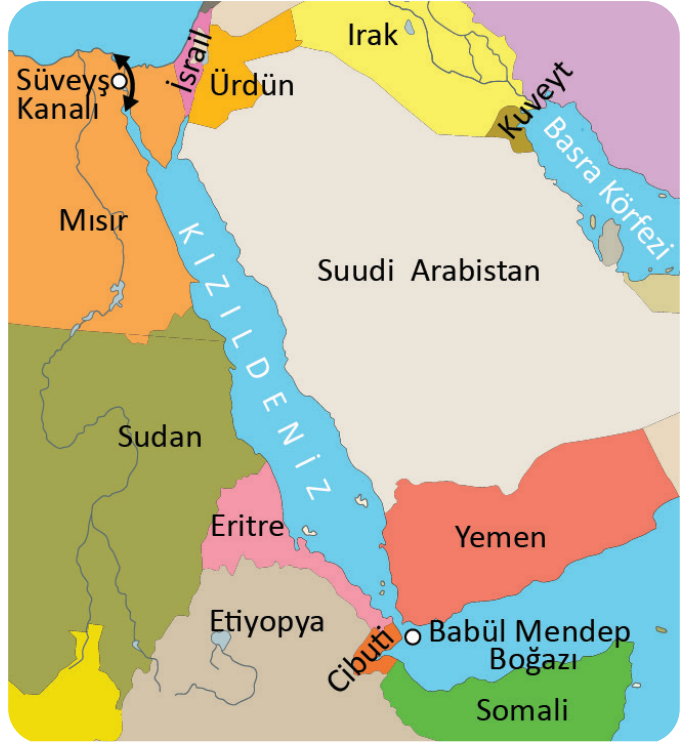 Irak
Süveyş
Kanalı
İsrail
Ürdün
Kuveyt
Basra Körfezi
Mısır
KIZILDENİZ
Suudi Arabistan
Sudan
Eritre
Yemen
Etiyopya
Cibuti
Babül Mendep
Boğazı
Somali